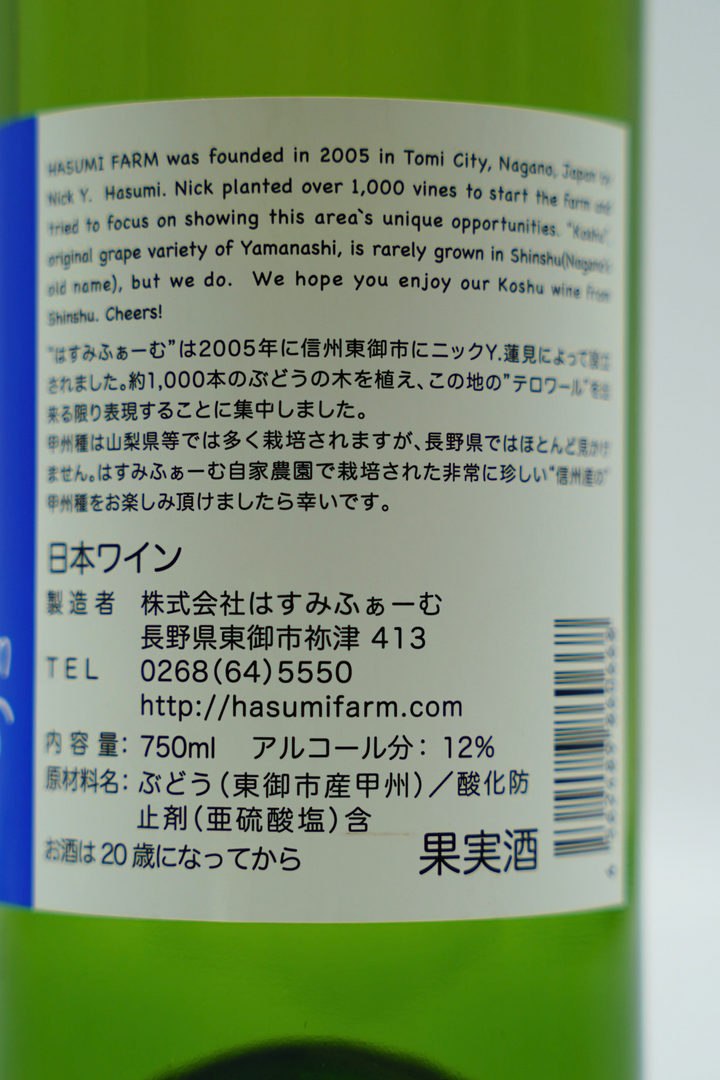 HASUMI FARM was founded in 2005 in Tomi City, Nagano, Japan by
Nick Y. Hasumi. Nick planted over 1,000 vines to start the farm and
tried to focus on showing this area`s unique opportunities. "Koshu",
original grape variety of Yamanashi, is rarely grown in Shinshu(Nagano's
old name), but we do. We hope you enjoy our Koshu wine from
Shinshu. Cheers!
"はすみふぁーむ"は2005年に信州東御市にニックY.蓮見によって設立
されました。約1,000本のぶどうの木を植え、この地の"テロワール"を出
来る限り表現することに集中しました。
甲州種は山梨県等では多く栽培されますが、長野県ではほとんど見かけ
ません。はすみふぁーむ自家農園で栽培された非常に珍しい"信州産の"
甲州種をお楽しみ頂けましたら幸いです。
日本ワイン
製造者 株式会社はすみふぁーむ
長野県東御市祢津 413
TEL 0268(64)5550
http://hasumifarm.com
内容量: 750ml アルコール分: 12%
原材料名: ぶどう(東御市産甲州)/酸化防
止剤(亜硫酸塩)含
お酒は20歳になってから 果実酒